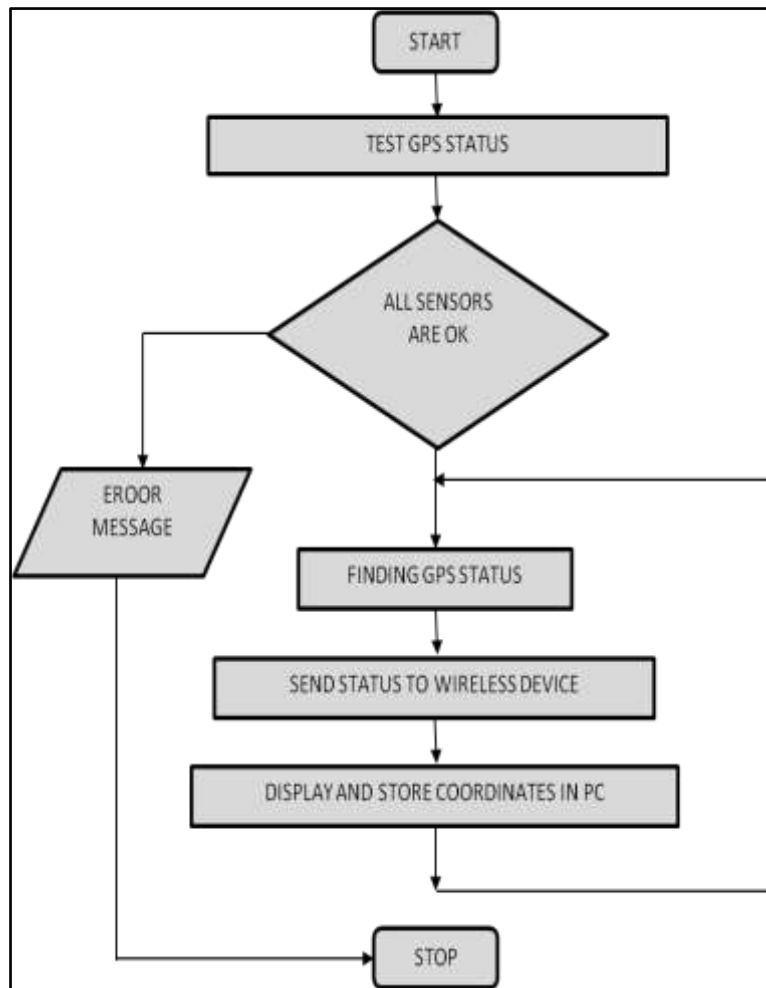 START
TEST GPS STATUS
ALL SENSORS
ARE OK
EROOR
MESSAGE
FINDING GPS STATUS
SEND STATUS TO WIRELESS DEVICE
DISPLAY AND STORE COORDINATES IN PC
STOP